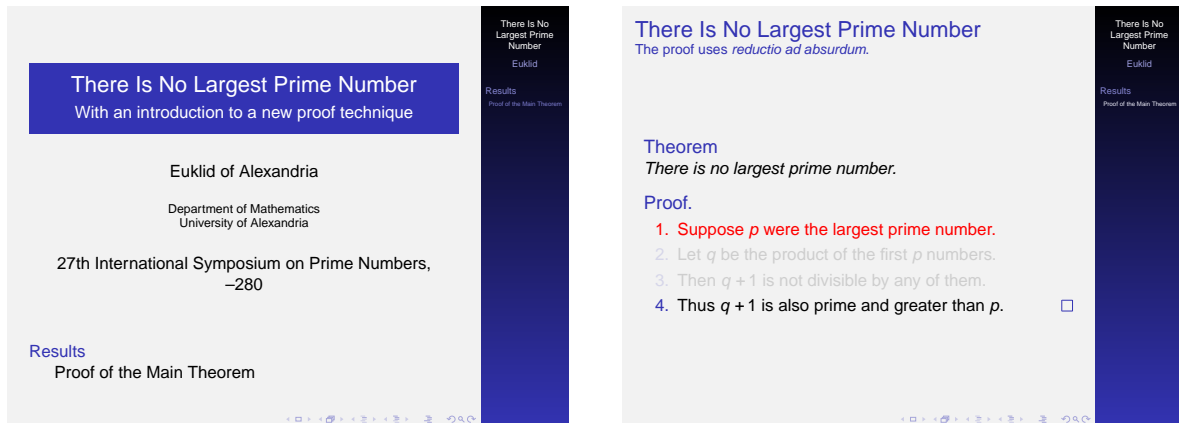 There Is No Largest Prime Number
With an introduction to a new proof technique
Euklid of Alexandria
Department of Mathematics
University of Alexandria
27th International Symposium on Prime Numbers,
–280
Results
Proof of the Main Theorem
There Is No
Largest Prime
Number
Euklid
Results
Proof of the Main Theorem
There Is No Largest Prime Number
The proof uses reductio ad absurdum.
Theorem
There is no largest prime number.
Proof.
1. Suppose p were the largest prime number.
2. Let q be the product of the first p numbers.
3. Then q + 1 is not divisible by any of them.
4. Thus q + 1 is also prime and greater than p. □
There Is No
Largest Prime
Number
Euklid
Results
Proof of the Main Theorem